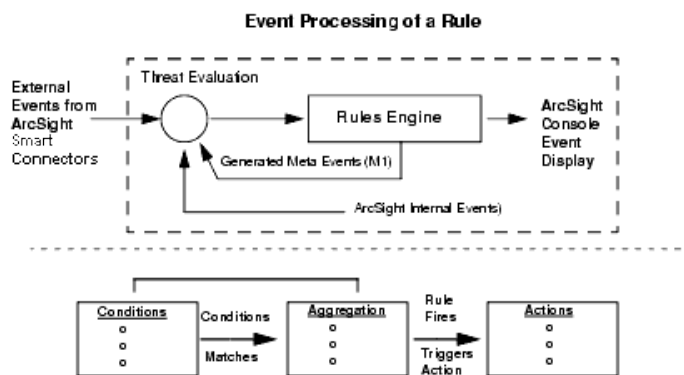 Event Processing of a Rule
Threat Evaluation
External
Events from
ArcSight
Smart
Connectors
Rules Engine
ArcSight
Console
Event
Display
Generated Meta Events (M1)
ArcSight Internal Events)
Conditions
Conditions
Matches
Aggregation
Rule
Fires
Triggers
Action
Actions